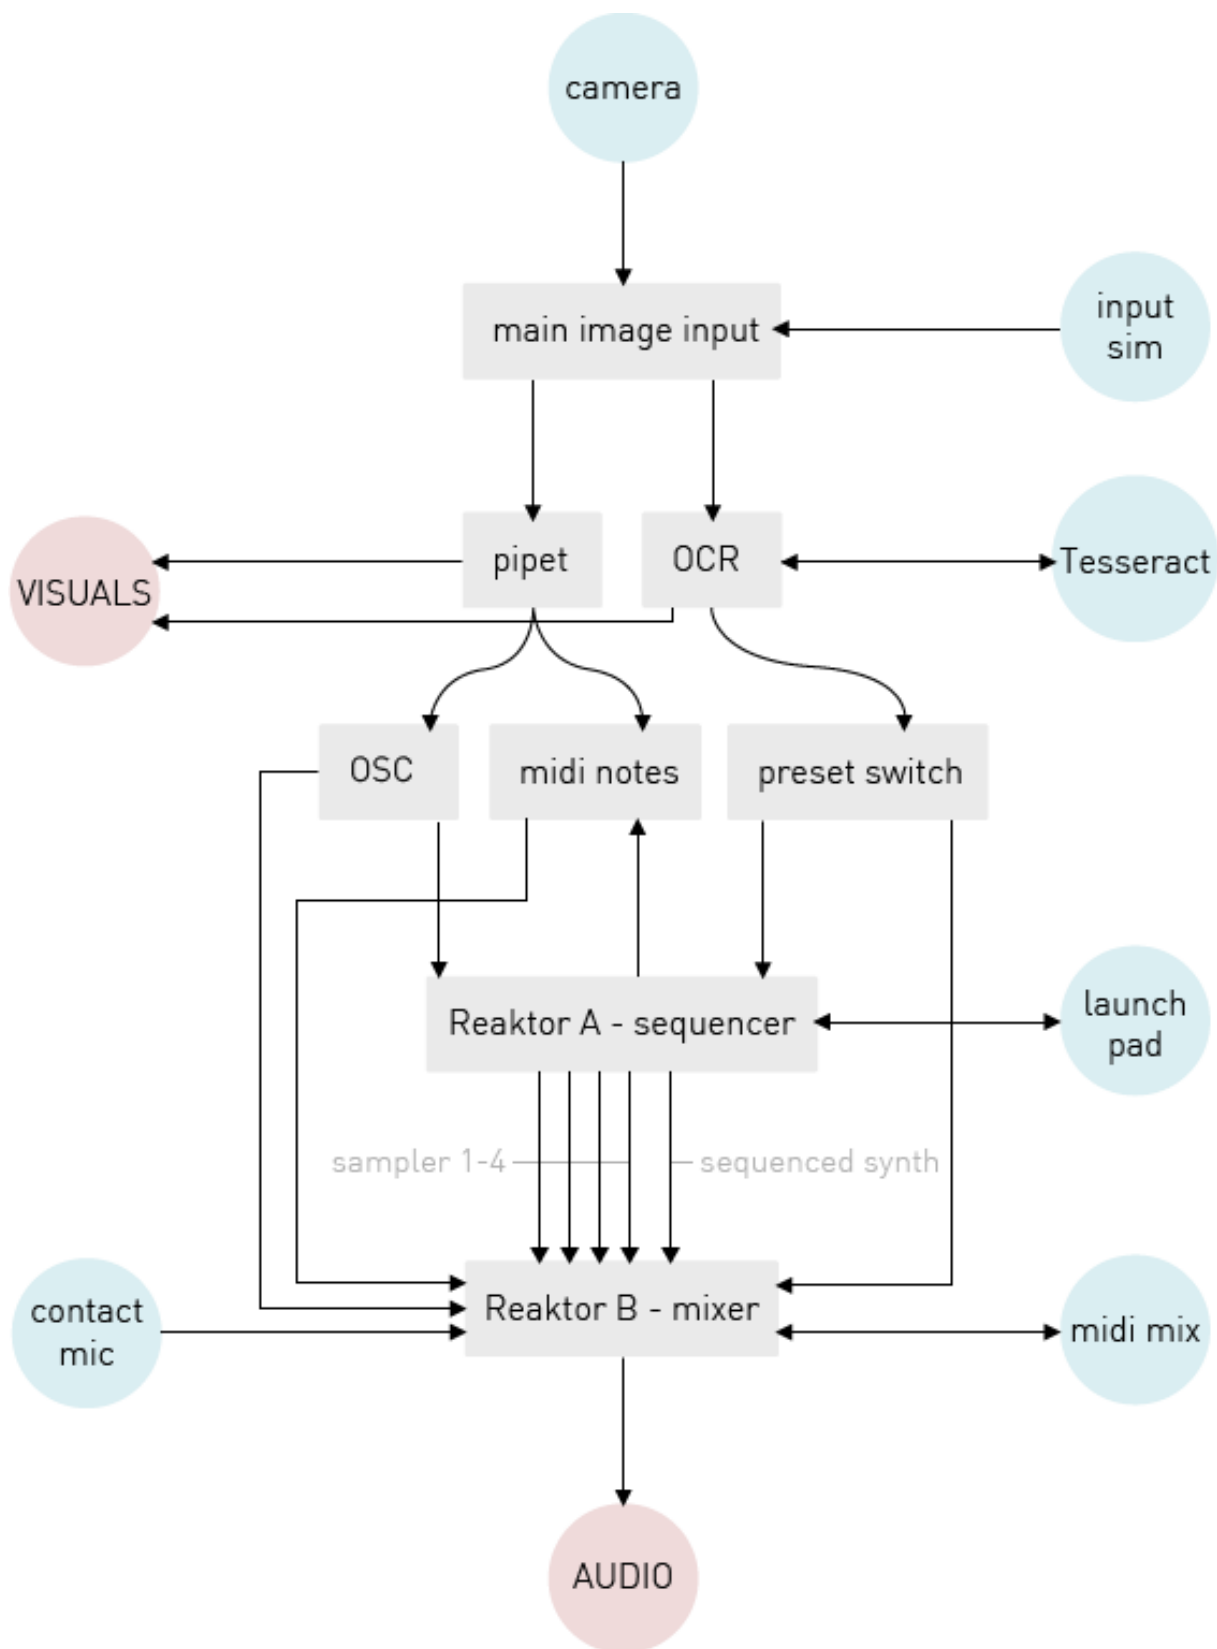 camera
input
sim
main image input
pipet
OCR
Tesseract
VISUALS
OSC
midi notes
preset switch
Reaktor A - sequencer
launch
pad
sampler 1-4
sequenced synth
contact
mic
Reaktor B - mixer
midi mix
AUDIO